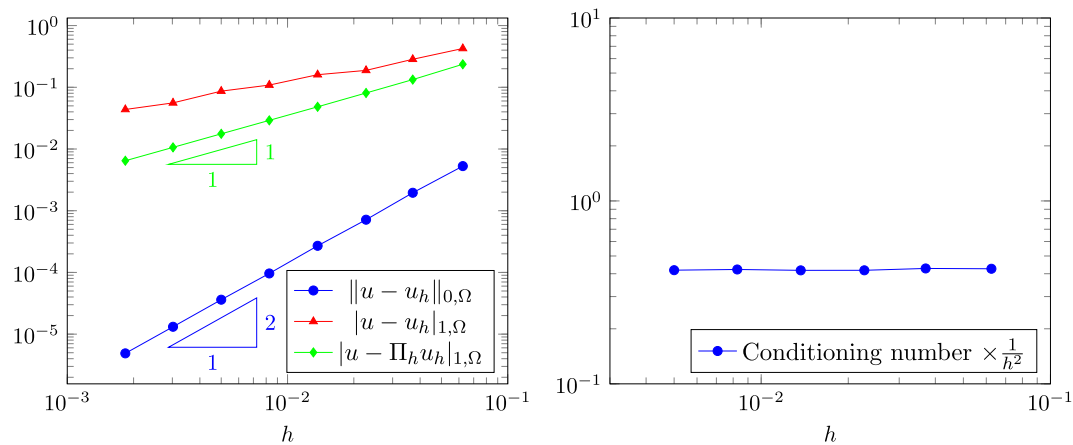 10^0
10^{-1}
10^{-2}
10^{-3}
10^{-4}
10^{-5}
1
1
2
1
‖u − u_h‖_{0,Ω}
|u − u_h|_{1,Ω}
|u − Π_h u_h|_{1,Ω}
10^{-3} 10^{-2} 10^{-1}
h
10^1
10^0
10^{-1}
Conditioning number × \frac{1}{h^2}
10^{-2} 10^{-1}
h